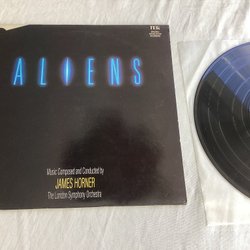 ALIENS
Music Composed and Conducted by
JAMES HORNER
The London Symphony Orchestra